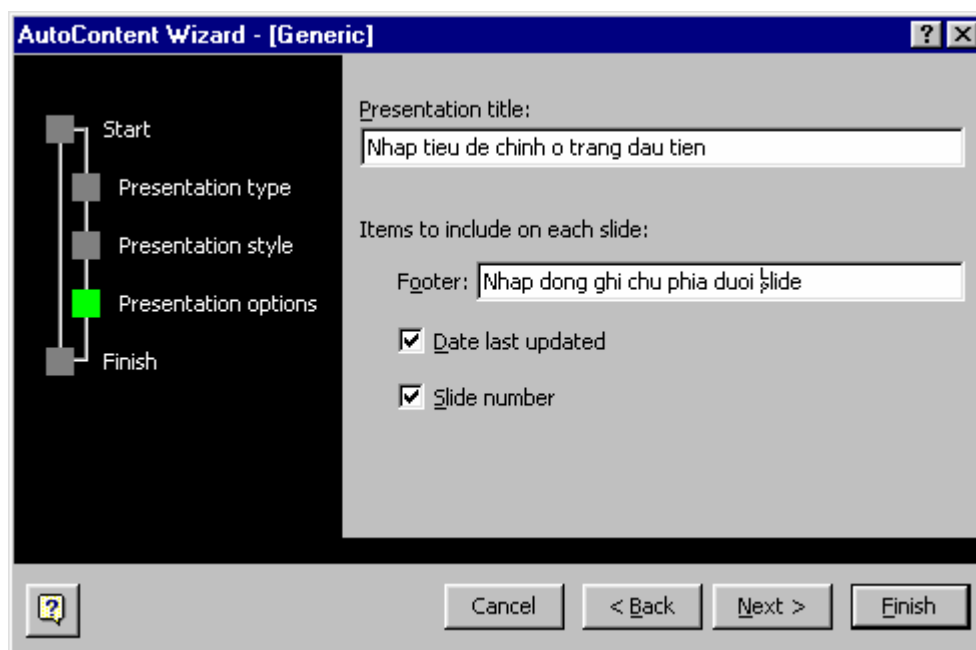 AutoContent Wizard - [Generic]
Start
Presentation type
Presentation style
Presentation options
Finish
Presentation title:
Nhap tieu de chinh o trang dau tien
Items to include on each slide:
Footer: Nhap dong ghi chu phia duoi slide
Date last updated
Slide number
Cancel < Back Next > Finish